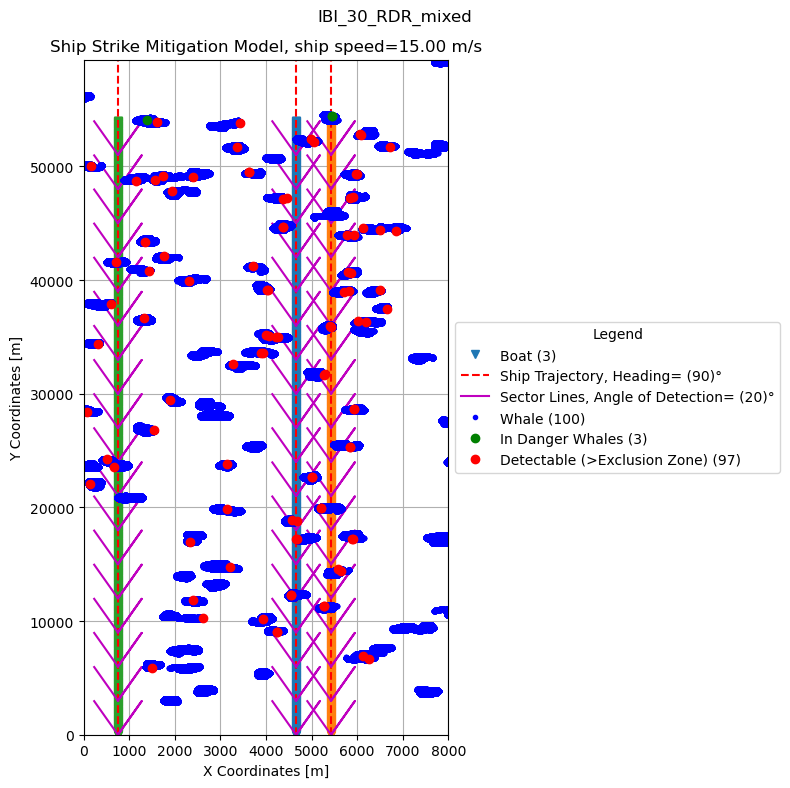 IBI_30_RDR_mixed
Ship Strike Mitigation Model, ship speed=15.00 m/s
50000
40000
30000
20000
10000
0
Y Coordinates [m]
0 1000 2000 3000 4000 5000 6000 7000 8000
X Coordinates [m]
Legend
Boat (3)
Ship Trajectory, Heading= (90)°
Sector Lines, Angle of Detection= (20)°
Whale (100)
In Danger Whales (3)
Detectable (>Exclusion Zone) (97)